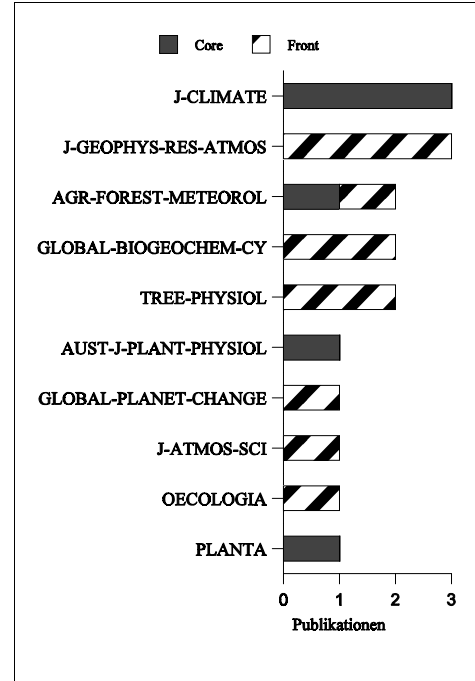 Core Front
J-CLIMATE
J-GEOPHYS-RES-ATMOS
AGR-FOREST-METEOROL
GLOBAL-BIOGEOCHEM-CY
TREE-PHYSIOL
AUST-J-PLANT-PHYSIOL
GLOBAL-PLANET-CHANGE
J-ATMOS-SCI
OECOLOGIA
PLANTA
0 1 2 3
Publikationen